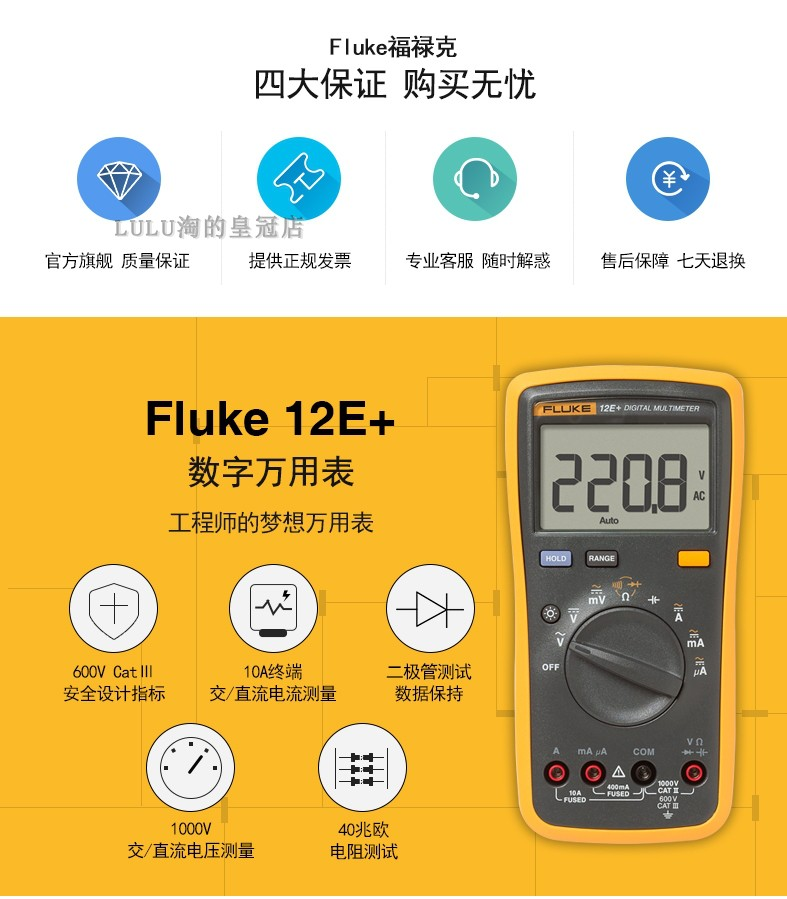 Fluke福禄克
四大保证 购买无忧
LULU淘的皇冠店
官方旗舰 质量保证
提供正规发票
专业客服 随时解惑
售后保障 七天退换
Fluke 12E+
数字万用表
工程师的梦想万用表
600V CatⅢ
安全设计指标
10A终端
交/直流电流测量
二极管测试
数据保持
1000V
交/直流电压测量
40兆欧
电阻测试
FLUKE 12E+ DIGITAL MULTIMETER
220.8
V
AC
Auto
HOLD
RANGE
mV
Ω
V
A
V
mA
OFF
μA
A
mA μA
COM
V Ω
10A
FUSED
400mA
FUSED
1000V
CAT Ⅱ
600V
CAT Ⅲ